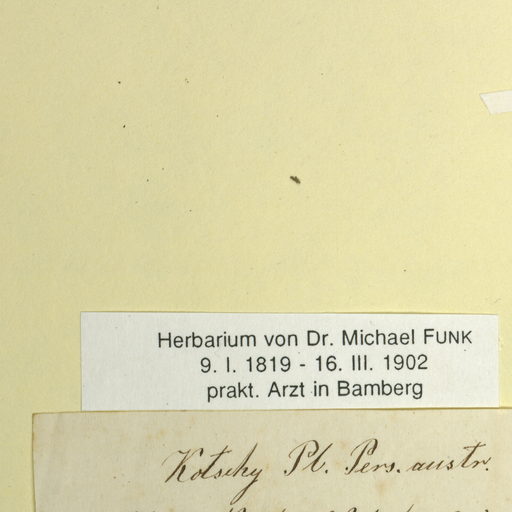 Herbarium von Dr. Michael FUNK
9. I. 1819 - 16. III. 1902
prakt. Arzt in Bamberg
Kotschy Pl. Pers. austr.